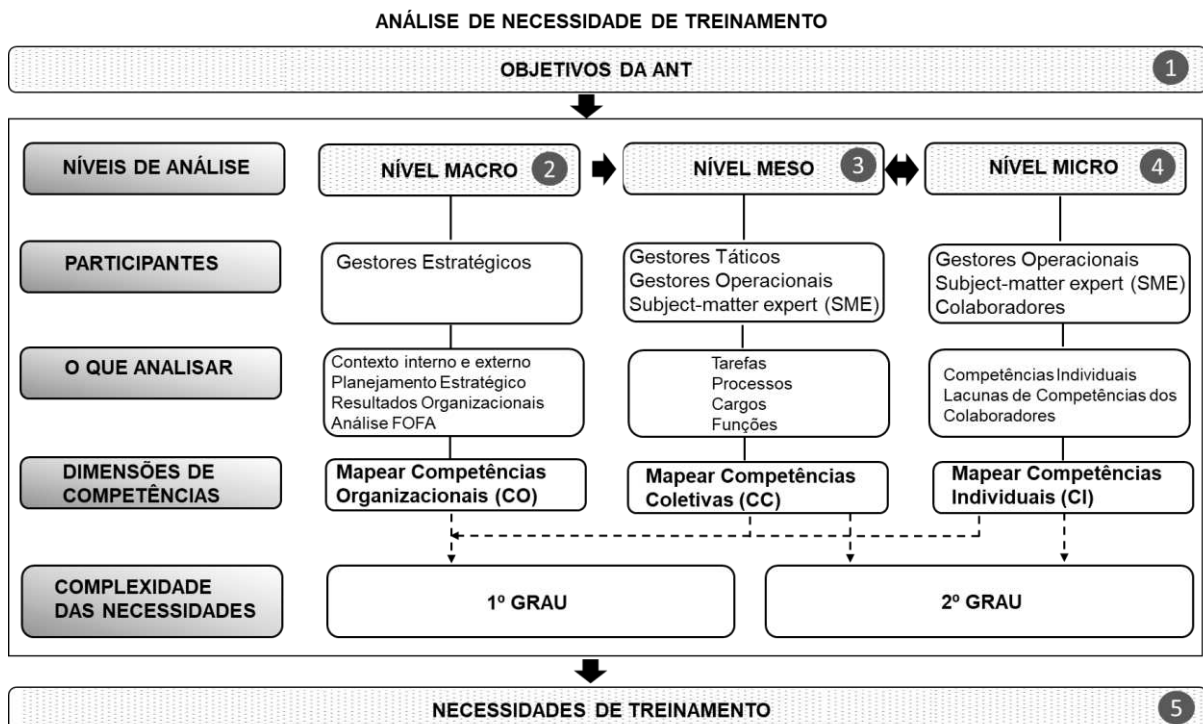 ANÁLISE DE NECESSIDADE DE TREINAMENTO
OBJETIVOS DA ANT
1
NÍVEIS DE ANÁLISE
NÍVEL MACRO
2
NÍVEL MESO
3
NÍVEL MICRO
4
PARTICIPANTES
Gestores Estratégicos
Gestores Táticos
Gestores Operacionais
Subject-matter expert (SME)
Gestores Operacionais
Subject-matter expert (SME)
Colaboradores
O QUE ANALISAR
Contexto interno e externo
Planejamento Estratégico
Resultados Organizacionais
Análise FOFA
Tarefas
Processos
Cargos
Funções
Competências Individuais
Lacunas de Competências dos
Colaboradores
DIMENSÕES DE
COMPETÊNCIAS
Mapear Competências
Organizacionais (CO)
Mapear Competências
Coletivas (CC)
Mapear Competências
Individuais (CI)
COMPLEXIDADE
DAS NECESSIDADES
1º GRAU
2º GRAU
NECESSIDADES DE TREINAMENTO
5